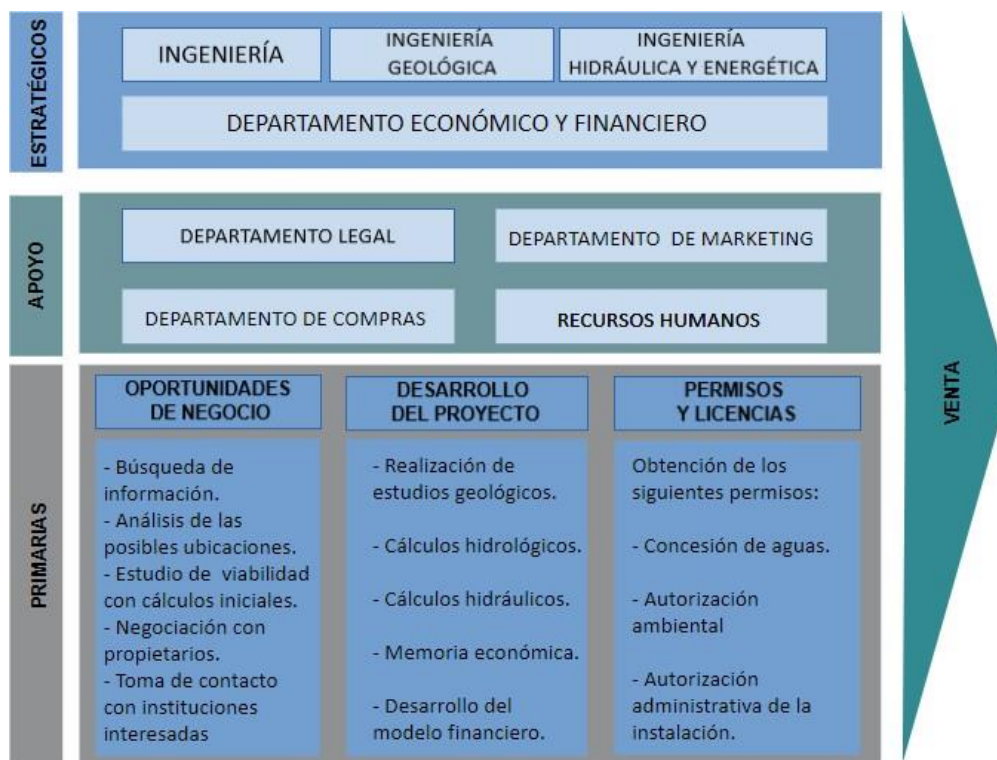 ESTRATÉGICOS
INGENIERÍA
INGENIERÍA
GEOLÓGICA
INGENIERÍA
HIDRÁULICA Y ENERGÉTICA
DEPARTAMENTO ECONÓMICO Y FINANCIERO
APOYO
DEPARTAMENTO LEGAL
DEPARTAMENTO DE MARKETING
DEPARTAMENTO DE COMPRAS
RECURSOS HUMANOS
PRIMARIAS
OPORTUNIDADES
DE NEGOCIO
- Búsqueda de
información.
- Análisis de las
posibles ubicaciones.
- Estudio de viabilidad
con cálculos iniciales.
- Negociación con
propietarios.
- Toma de contacto
con instituciones
interesadas
DESARROLLO
DEL PROYECTO
- Realización de
estudios geológicos.
- Cálculos hidrológicos.
- Cálculos hidráulicos.
- Memoria económica.
- Desarrollo del
modelo financiero.
PERMISOS
Y LICENCIAS
Obtención de los
siguientes permisos:
- Concesión de aguas.
- Autorización
ambiental
- Autorización
administrativa de la
instalación.
VENTA